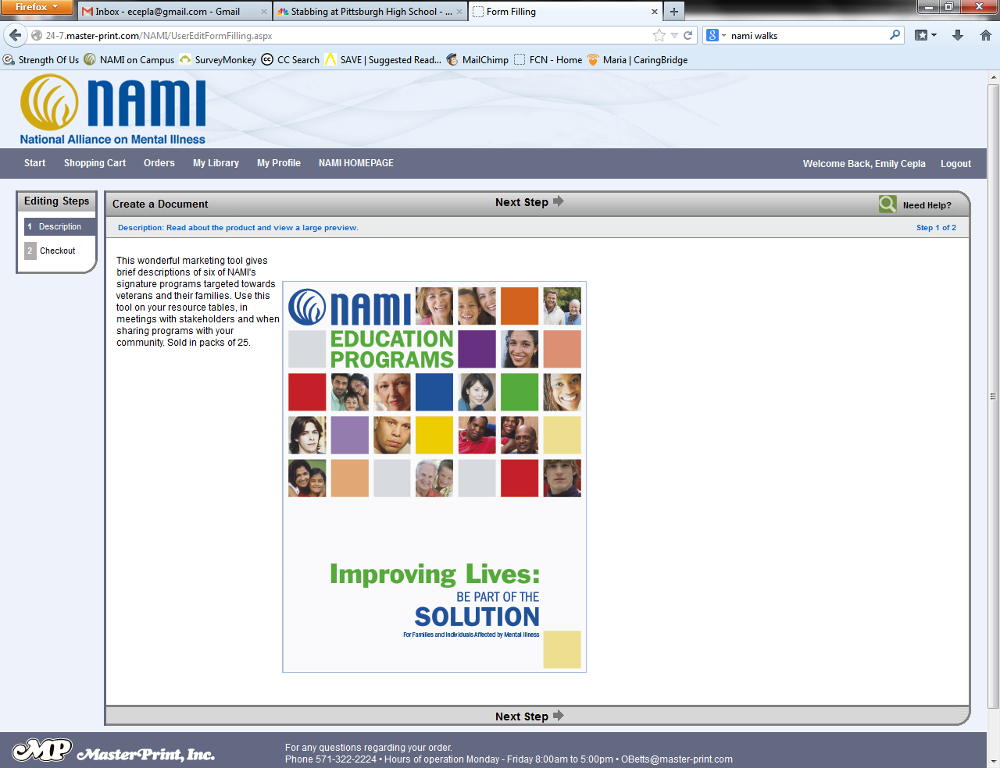 Firefox
Inbox - ecepla@gmail.com - Gmail
Stabbing at Pittsburgh High School - ...
Form Filling
24-7.master-print.com/NAMI/UserEditFormFilling.aspx
nami walks
Strength Of Us
NAMI on Campus
SurveyMonkey
CC Search
SAVE | Suggested Read...
MailChimp
FCN - Home
Maria | CaringBridge
NAMI
National Alliance on Mental Illness
Start
Shopping Cart
Orders
My Library
My Profile
NAMI HOMEPAGE
Welcome Back, Emily Cepla
Logout
Editing Steps
1 Description
2 Checkout
Create a Document
Next Step
Need Help?
Description: Read about the product and view a large preview.
Step 1 of 2
This wonderful marketing tool gives
brief descriptions of six of NAMI's
signature programs targeted towards
veterans and their families. Use this
tool on your resource tables, in
meetings with stakeholders and when
sharing programs with your
community. Sold in packs of 25.
NAMI
EDUCATION
PROGRAMS
Improving Lives:
BE PART OF THE
SOLUTION
For Families and Individuals Affected by Mental Illness
Next Step
MP MasterPrint, Inc.
For any questions regarding your order.
Phone 571-322-2224 • Hours of operation Monday - Friday 8:00am to 5:00pm • OBetts@master-print.com